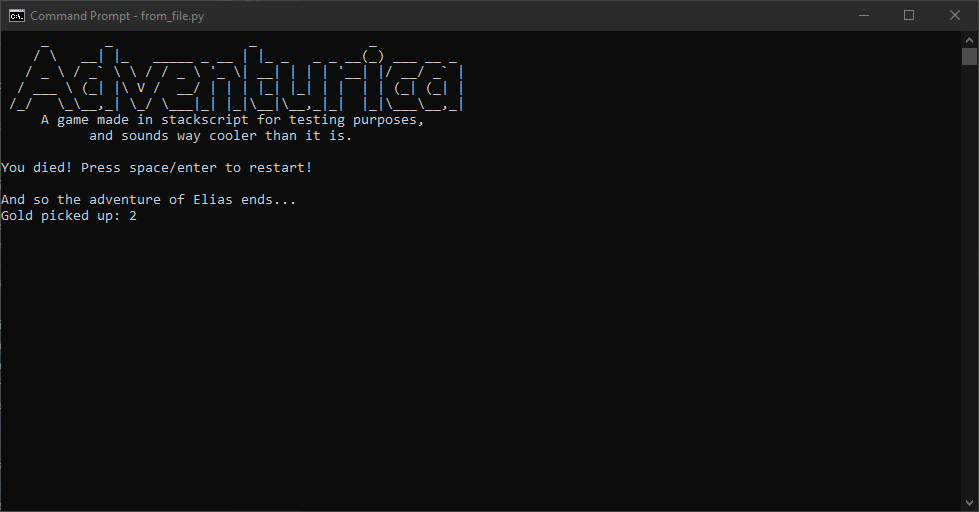 Command Prompt - from_file.py
Adventurica
A game made in stackscript for testing purposes,
and sounds way cooler than it is.
You died! Press space/enter to restart!
And so the adventure of Elias ends...
Gold picked up: 2